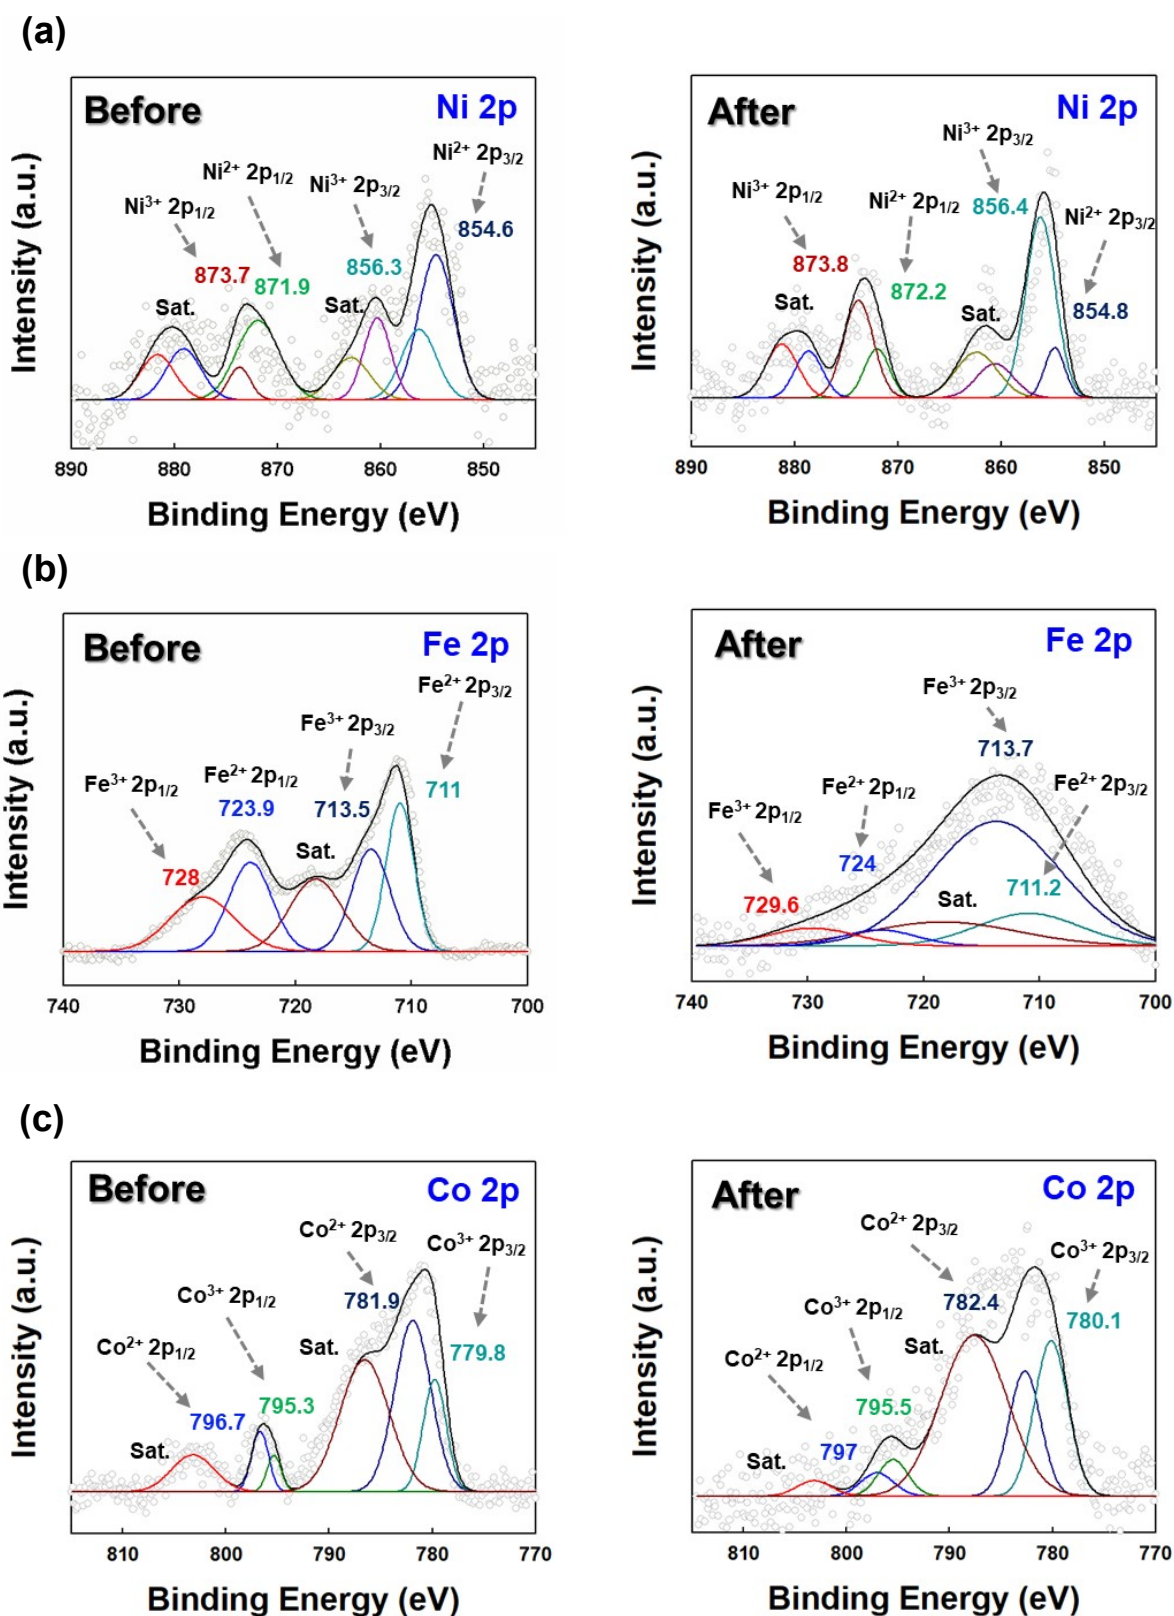 (a)
Before
Ni 2p
Ni²⁺ 2p₃/₂
Ni²⁺ 2p₁/₂
Ni³⁺ 2p₃/₂
Ni³⁺ 2p₁/₂
854.6
856.3
873.7
871.9
Sat.
Sat.
Intensity (a.u.)
890 880 870 860 850
Binding Energy (eV)
After
Ni 2p
Ni³⁺ 2p₃/₂
Ni³⁺ 2p₁/₂
Ni²⁺ 2p₁/₂
856.4
Ni²⁺ 2p₃/₂
873.8
872.2
854.8
Sat.
Sat.
Intensity (a.u.)
890 880 870 860 850
Binding Energy (eV)
(b)
Before
Fe 2p
Fe²⁺ 2p₃/₂
Fe³⁺ 2p₃/₂
Fe³⁺ 2p₁/₂
Fe²⁺ 2p₁/₂
711
723.9
713.5
Sat.
728
Intensity (a.u.)
740 730 720 710 700
Binding Energy (eV)
After
Fe 2p
Fe³⁺ 2p₃/₂
713.7
Fe²⁺ 2p₁/₂
Fe²⁺ 2p₃/₂
Fe³⁺ 2p₁/₂
724
711.2
729.6
Sat.
Intensity (a.u.)
740 730 720 710 700
Binding Energy (eV)
(c)
Before
Co 2p
Co²⁺ 2p₃/₂
Co³⁺ 2p₃/₂
Co³⁺ 2p₁/₂
781.9
Co²⁺ 2p₁/₂
Sat.
779.8
796.7
795.3
Sat.
Intensity (a.u.)
810 800 790 780 770
Binding Energy (eV)
After
Co 2p
Co²⁺ 2p₃/₂
Co³⁺ 2p₃/₂
Co³⁺ 2p₁/₂
782.4
780.1
Co²⁺ 2p₁/₂
Sat.
795.5
797
Sat.
Intensity (a.u.)
810 800 790 780 770
Binding Energy (eV)